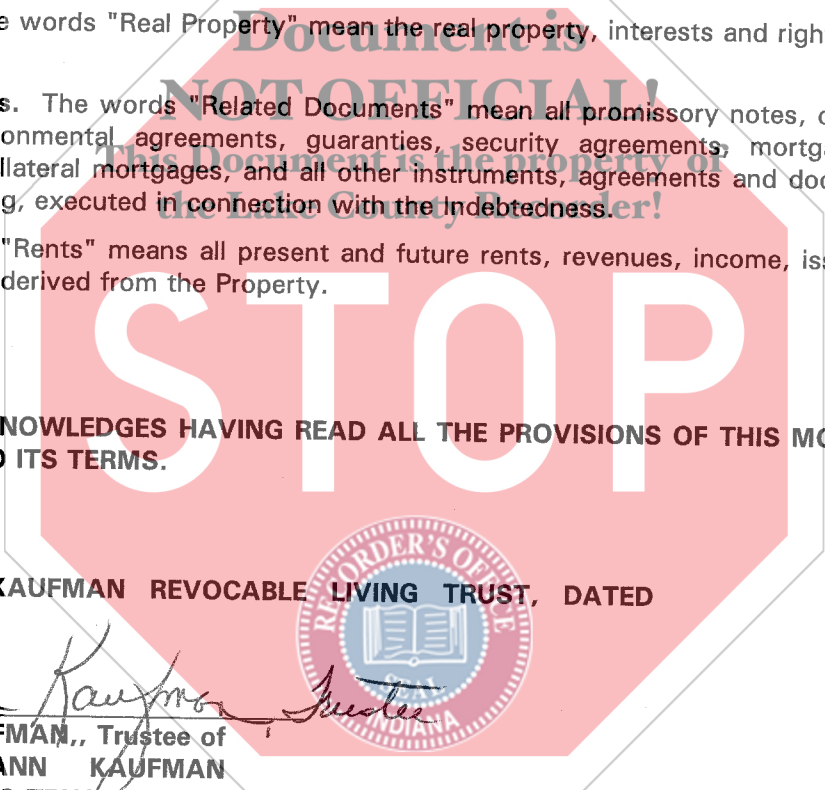 Document is
e words "Real Property" mean the real property, interests and righ
NOT OFFICIAL!
s. The words "Related Documents" mean all promissory notes, c
onmental agreements, guaranties, security agreements, mortga
This Document is the property of
llateral mortgages, and all other instruments, agreements and doc
g, executed in connection with the Indebtedness.
the Lake County Recorder!
"Rents" means all present and future rents, revenues, income, iss
derived from the Property.
STOP
NOWLEDGES HAVING READ ALL THE PROVISIONS OF THIS MO
D ITS TERMS.
RECORDER'S OFFICE
KAUFMAN REVOCABLE LIVING TRUST, DATED
SEAL
Kaufman, Trustee
INDIANA
FMAN,, Trustee of
ANN KAUFMAN